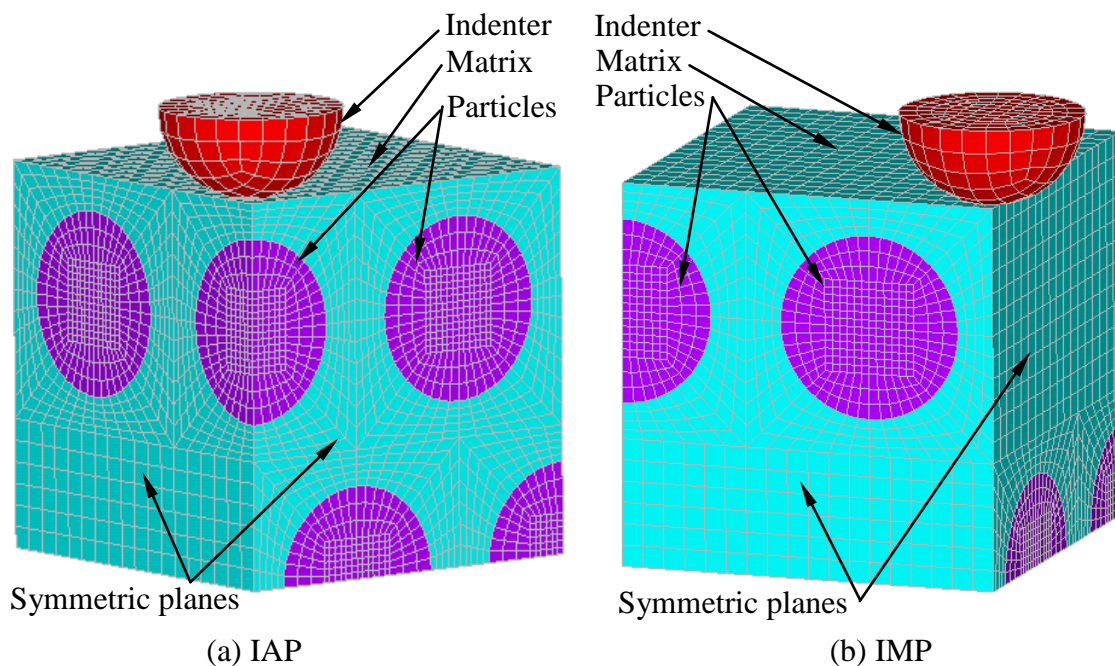 Indenter
Matrix
Particles
Symmetric planes
(a) IAP
Indenter
Matrix
Particles
Symmetric planes
(b) IMP